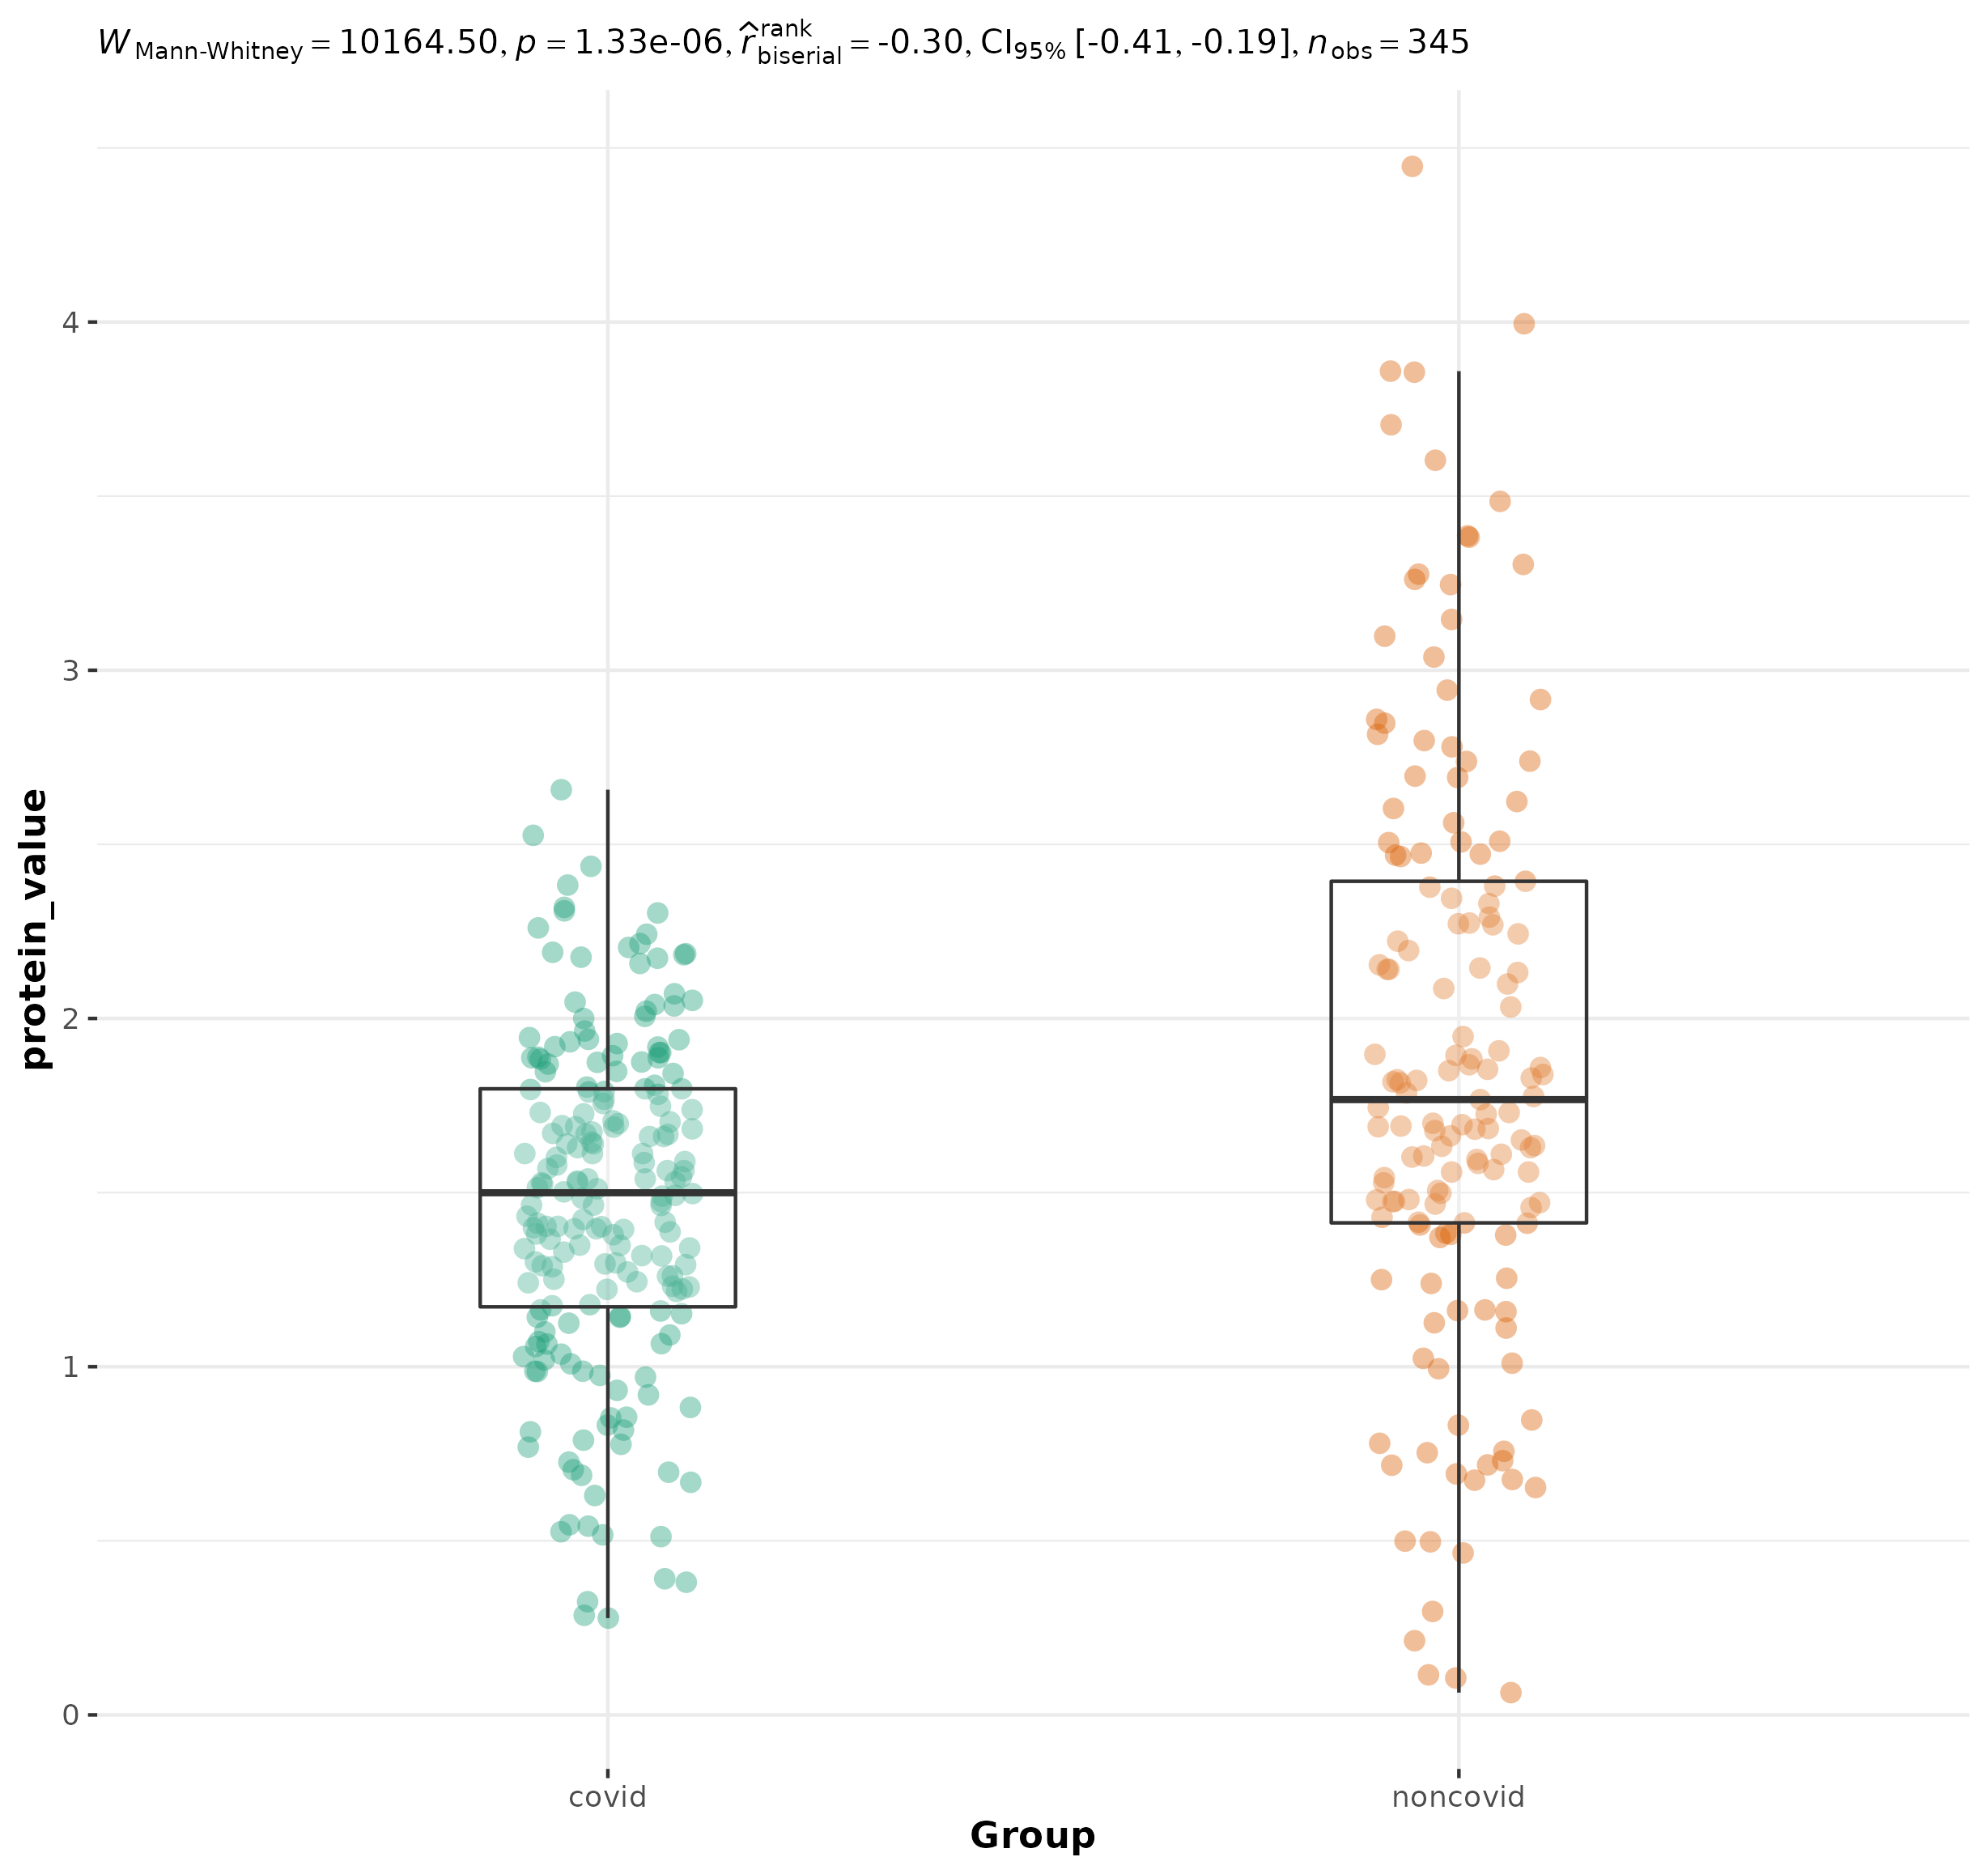 W Mann-Whitney = 10164.50, p = 1.33e-06, r̂ rank biserial = -0.30, CI95% [-0.41, -0.19], n obs = 345
protein_value
4
3
2
1
0
covid noncovid
Group